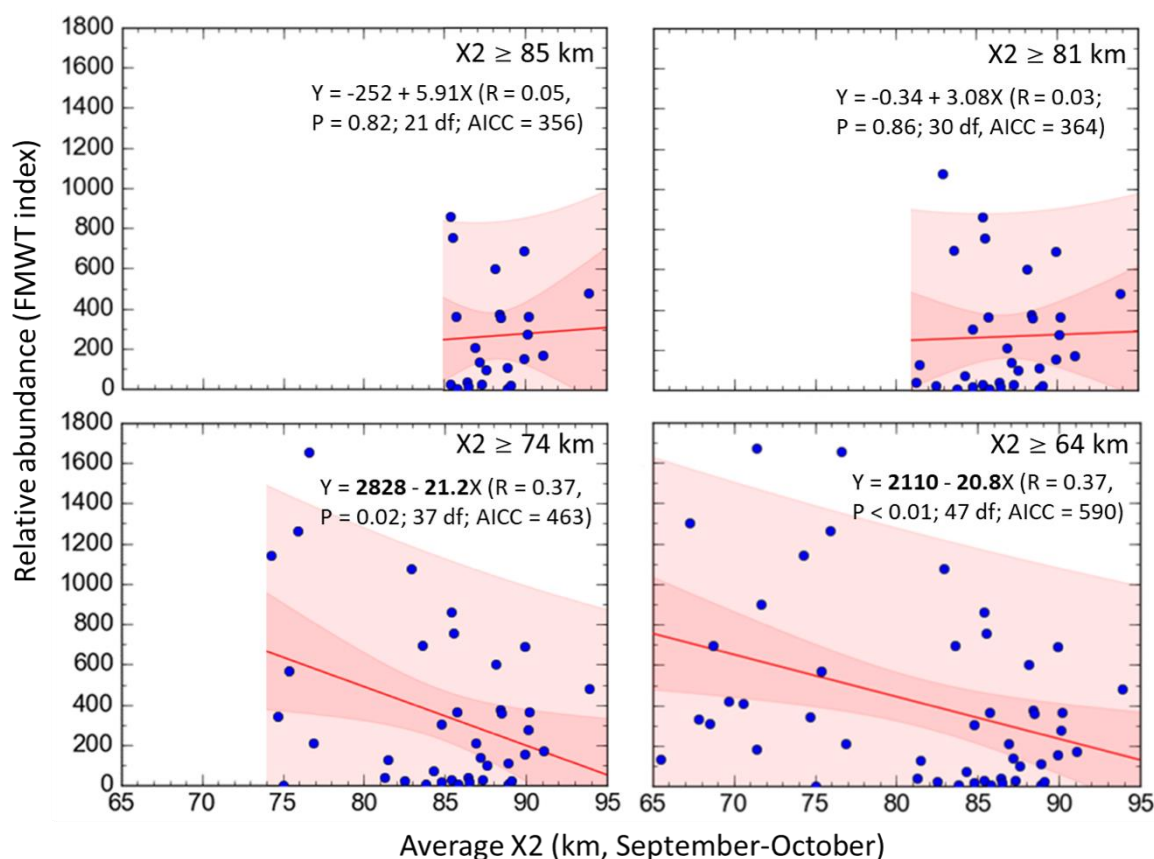 Relative abundance (FMWT index)
1800
1600
1400
1200
1000
800
600
400
200
0
X2 ≥ 85 km
Y = -252 + 5.91X (R = 0.05,
P = 0.82; 21 df; AICC = 356)
X2 ≥ 81 km
Y = -0.34 + 3.08X (R = 0.03;
P = 0.86; 30 df, AICC = 364)
1800
1600
1400
1200
1000
800
600
400
200
0
X2 ≥ 74 km
Y = 2828 - 21.2X (R = 0.37,
P = 0.02; 37 df; AICC = 463)
65 70 75 80 85 90 95
X2 ≥ 64 km
Y = 2110 - 20.8X (R = 0.37,
P < 0.01; 47 df; AICC = 590)
65 70 75 80 85 90 95
Average X2 (km, September-October)